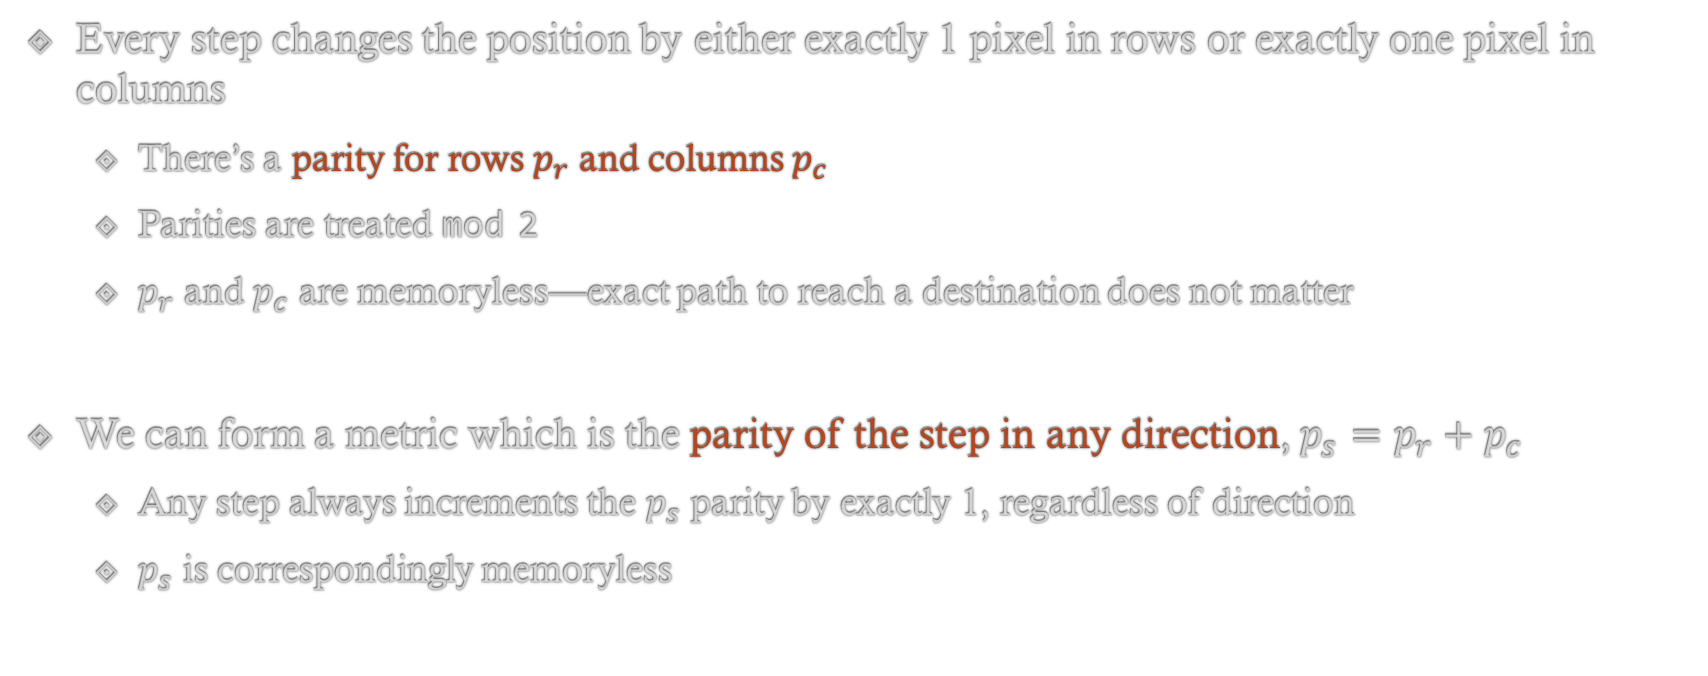 Every step changes the position by either exactly 1 pixel in rows or exactly one pixel in
columns
There's a parity for rows p_r and columns p_c
Parities are treated mod 2
p_r and p_c are memoryless—exact path to reach a destination does not matter
We can form a metric which is the parity of the step in any direction, p_s = p_r + p_c
Any step always increments the p_s parity by exactly 1, regardless of direction
p_s is correspondingly memoryless